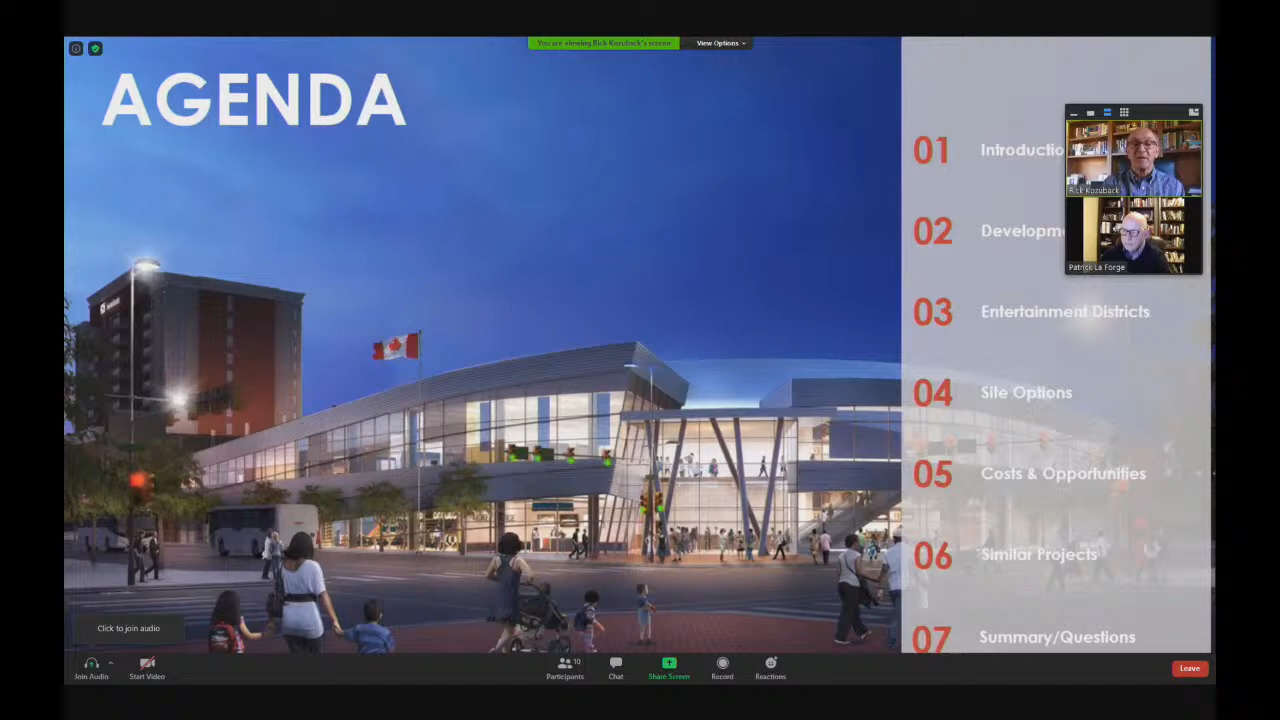 You are viewing Rick Kozuback's screen
View Options
AGENDA
01 Introductio
02 Developme
03 Entertainment Districts
04 Site Options
05 Costs & Opportunities
06 Similar Projects
07 Summary/Questions
Rick Kozuback
Patrick La Forge
Click to join audio
Join Audio
Start Video
Participants
10
Chat
Share Screen
Record
Reactions
Leave